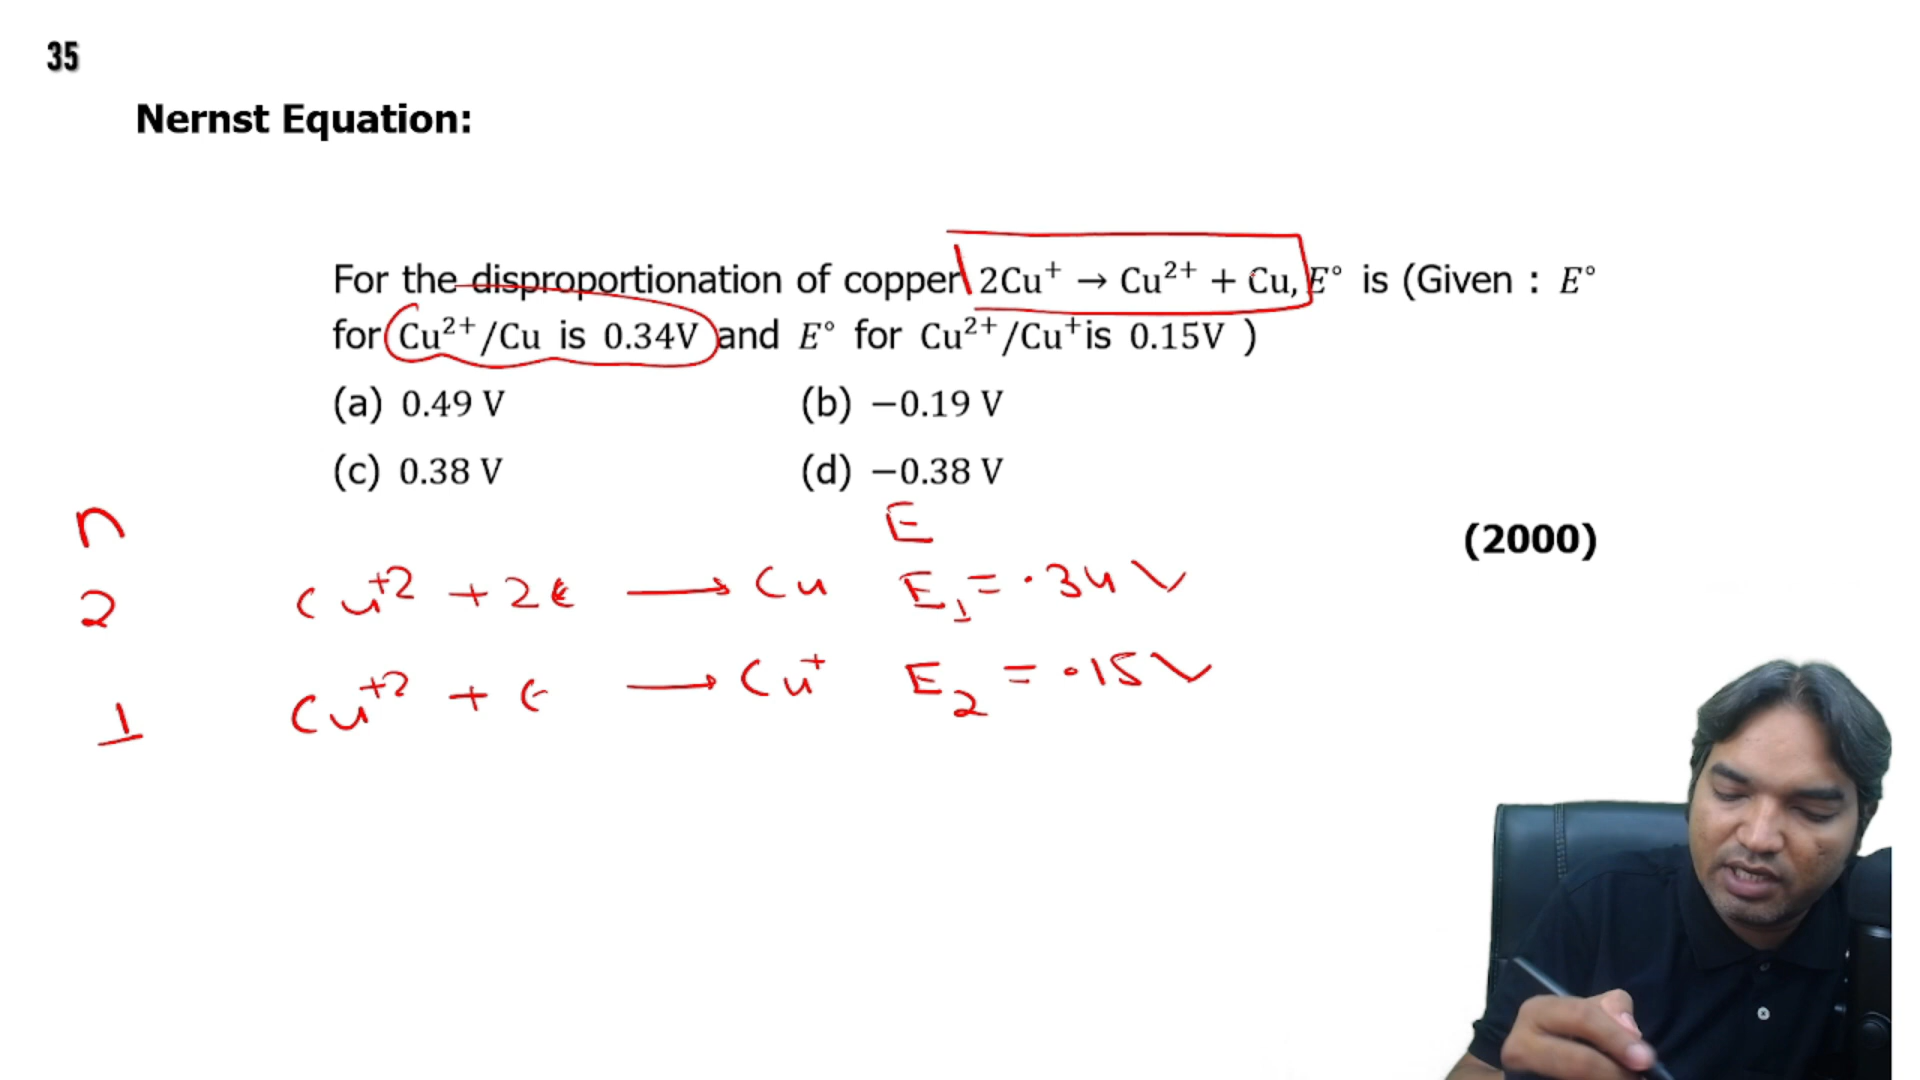 35
Nernst Equation:
For the disproportionation of copper 2Cu⁺ → Cu²⁺ + Cu, E° is (Given : E°
for Cu²⁺/Cu is 0.34V and E° for Cu²⁺/Cu⁺is 0.15V )
(a) 0.49 V (b) −0.19 V
(c) 0.38 V (d) −0.38 V
(2000)
n E
2 Cu⁺² + 2e ⟶ Cu E₁ = .34 V
1 Cu⁺² + e ⟶ Cu⁺ E₂ = .15 V